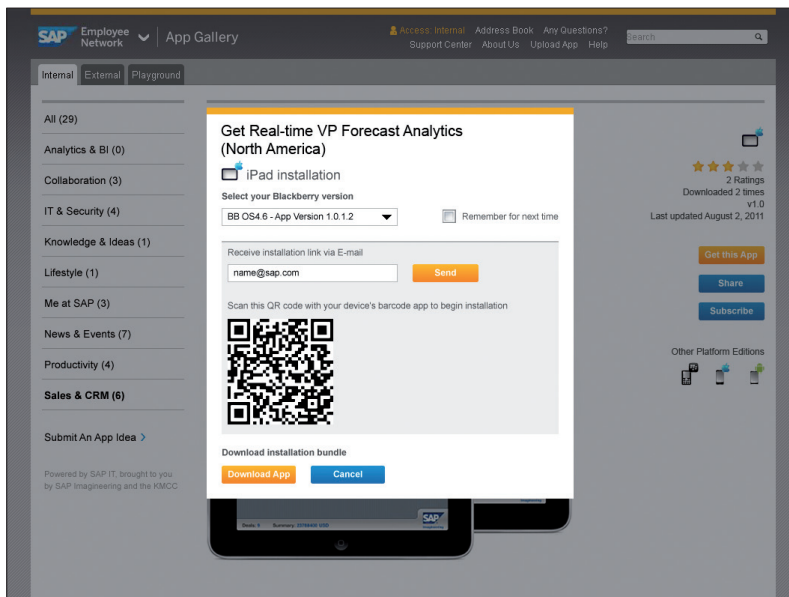 SAP Employee Network App Gallery
Access: Internal Address Book Any Questions?
Support Center About Us Upload App Help
Search
Internal External Playground
All (29)
Analytics & BI (0)
Collaboration (3)
IT & Security (4)
Knowledge & Ideas (1)
Lifestyle (1)
Me at SAP (3)
News & Events (7)
Productivity (4)
Sales & CRM (6)
Submit An App Idea >
Powered by SAP IT, brought to you
by SAP Imagineering and the KMCC
Get Real-time VP Forecast Analytics
(North America)
iPad installation
Select your Blackberry version
BB OS4.6 - App Version 1.0.1.2
Remember for next time
Receive installation link via E-mail
name@sap.com
Send
Scan this QR code with your device's barcode app to begin installation
Download installation bundle
Download App Cancel
2 Ratings
Downloaded 2 times
v1.0
Last updated August 2, 2011
Get this App
Share
Subscribe
Other Platform Editions
SAP